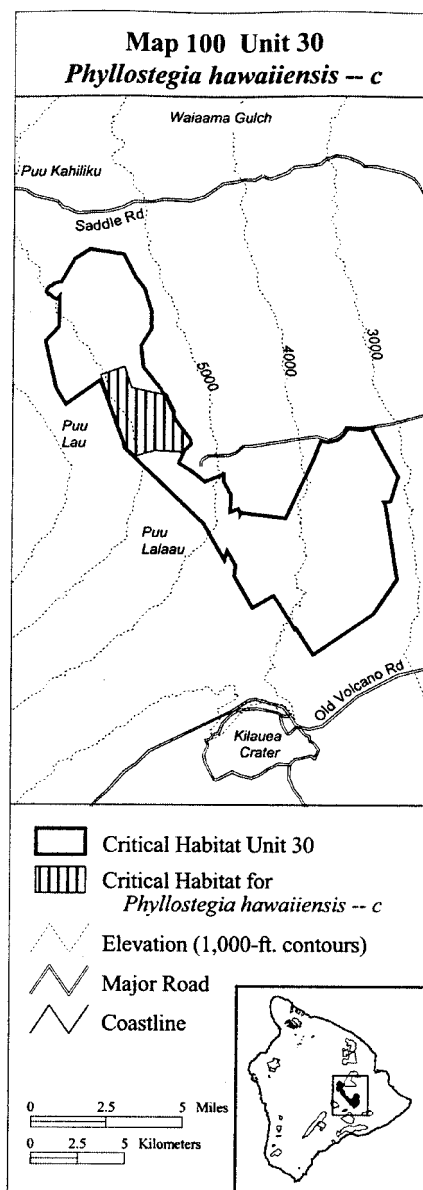 Map 100 Unit 30
Phyllostegia hawaiiensis -- c
Waiaama Gulch
Puu Kahiliku
Saddle Rd
5000
4000
3000
Puu
Lau
Puu
Lalaau
Old Volcano Rd
Kilauea
Crater
Critical Habitat Unit 30
Critical Habitat for
Phyllostegia hawaiiensis -- c
Elevation (1,000-ft. contours)
Major Road
Coastline
0 2.5 5 Miles
0 2.5 5 Kilometers